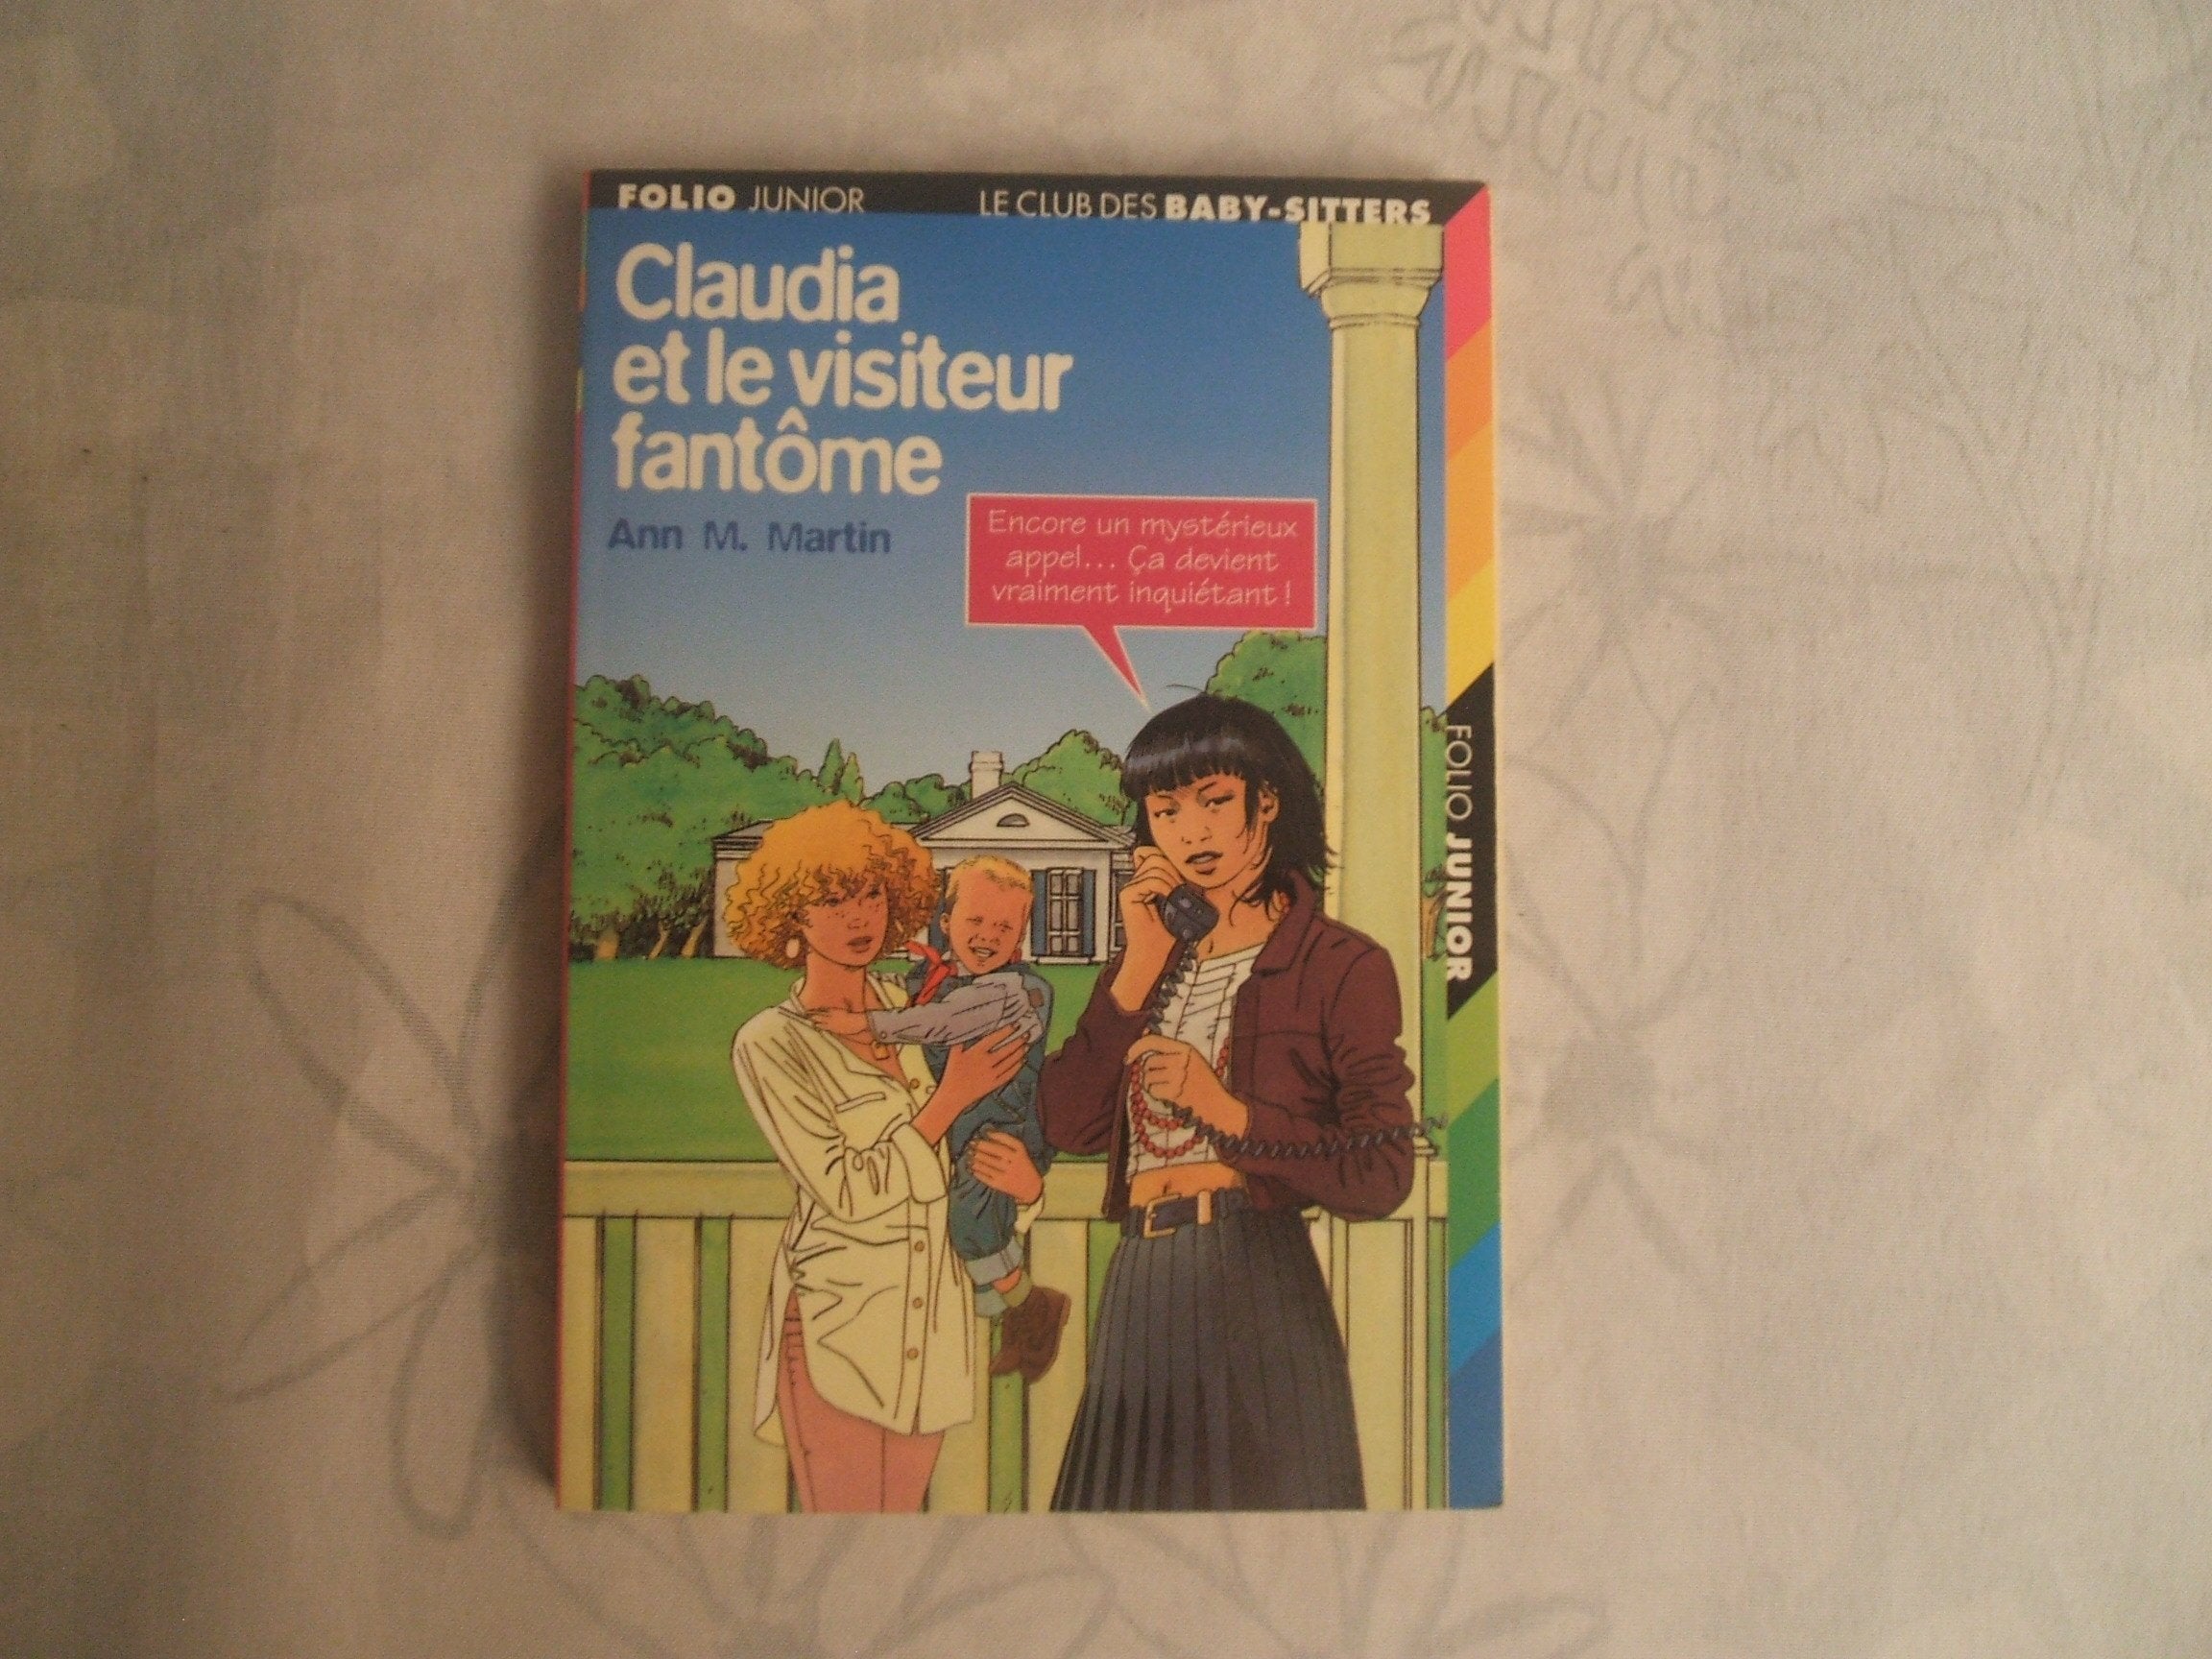 FOLIO JUNIOR
LE CLUB DES BABY-SITTERS
Claudia
et le visiteur
fantôme
Ann M. Martin
Encore un mystérieux
appel... Ça devient
vraiment inquiétant !
FOLIO JUNIOR